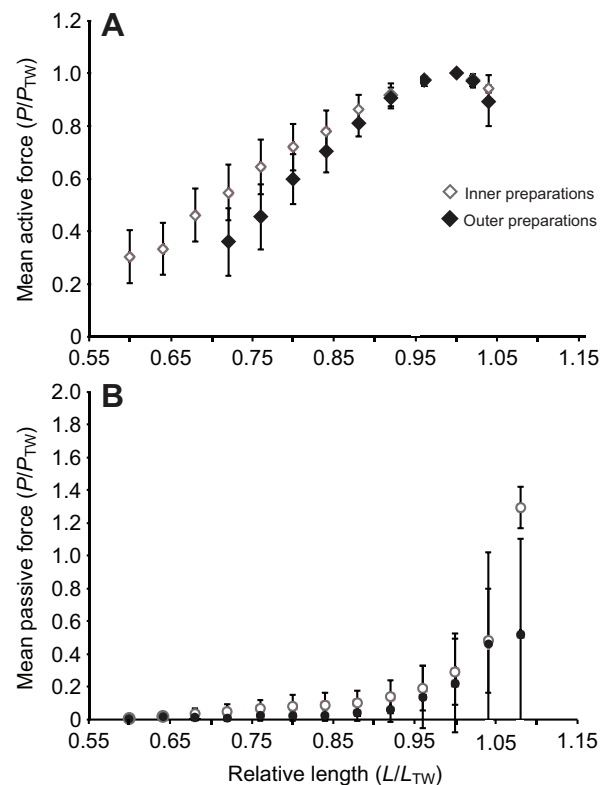 A
1.2
1.0
0.8
0.6
0.4
0.2
0
Mean active force (P/PTW)
Inner preparations
Outer preparations
0.55 0.65 0.75 0.85 0.95 1.05 1.15
B
2.0
1.8
1.6
1.4
1.2
1.0
0.8
0.6
0.4
0.2
0
Mean passive force (P/PTW)
0.55 0.65 0.75 0.85 0.95 1.05 1.15
Relative length (L/LTW)